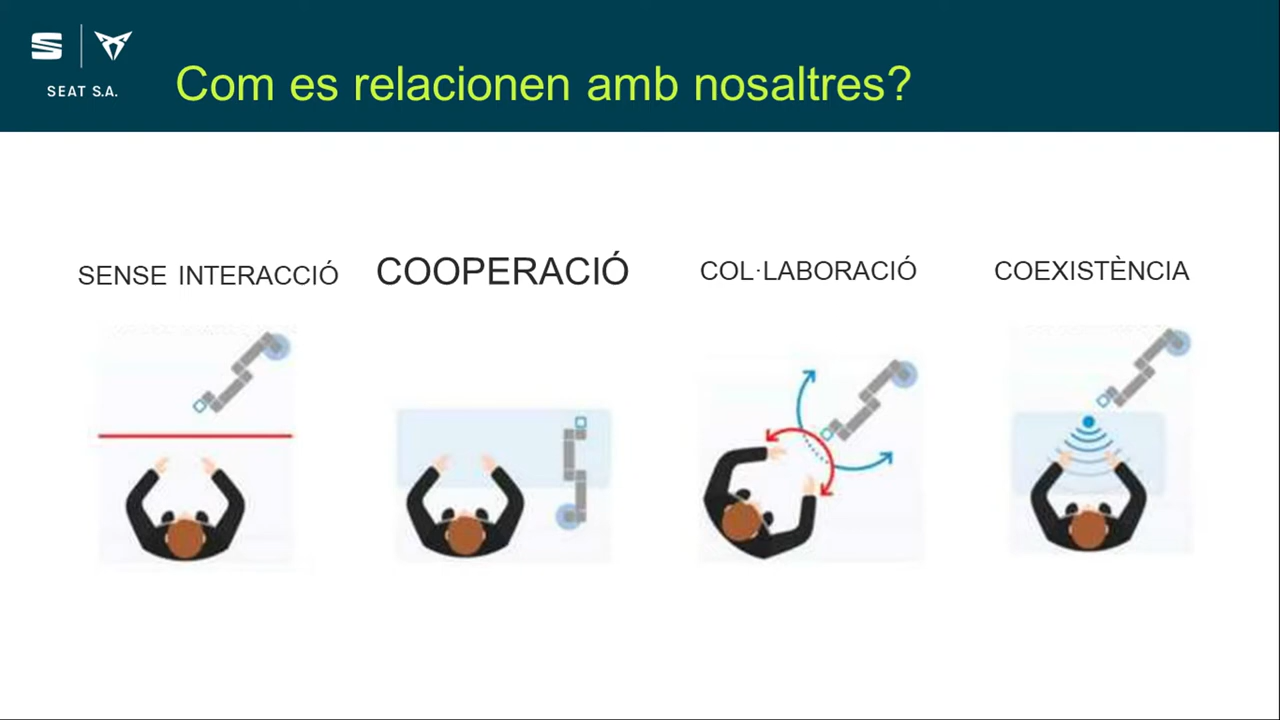 SEAT S.A.
Com es relacionen amb nosaltres?
SENSE INTERACCIÓ
COOPERACIÓ
COL·LABORACIÓ
COEXISTÈNCIA